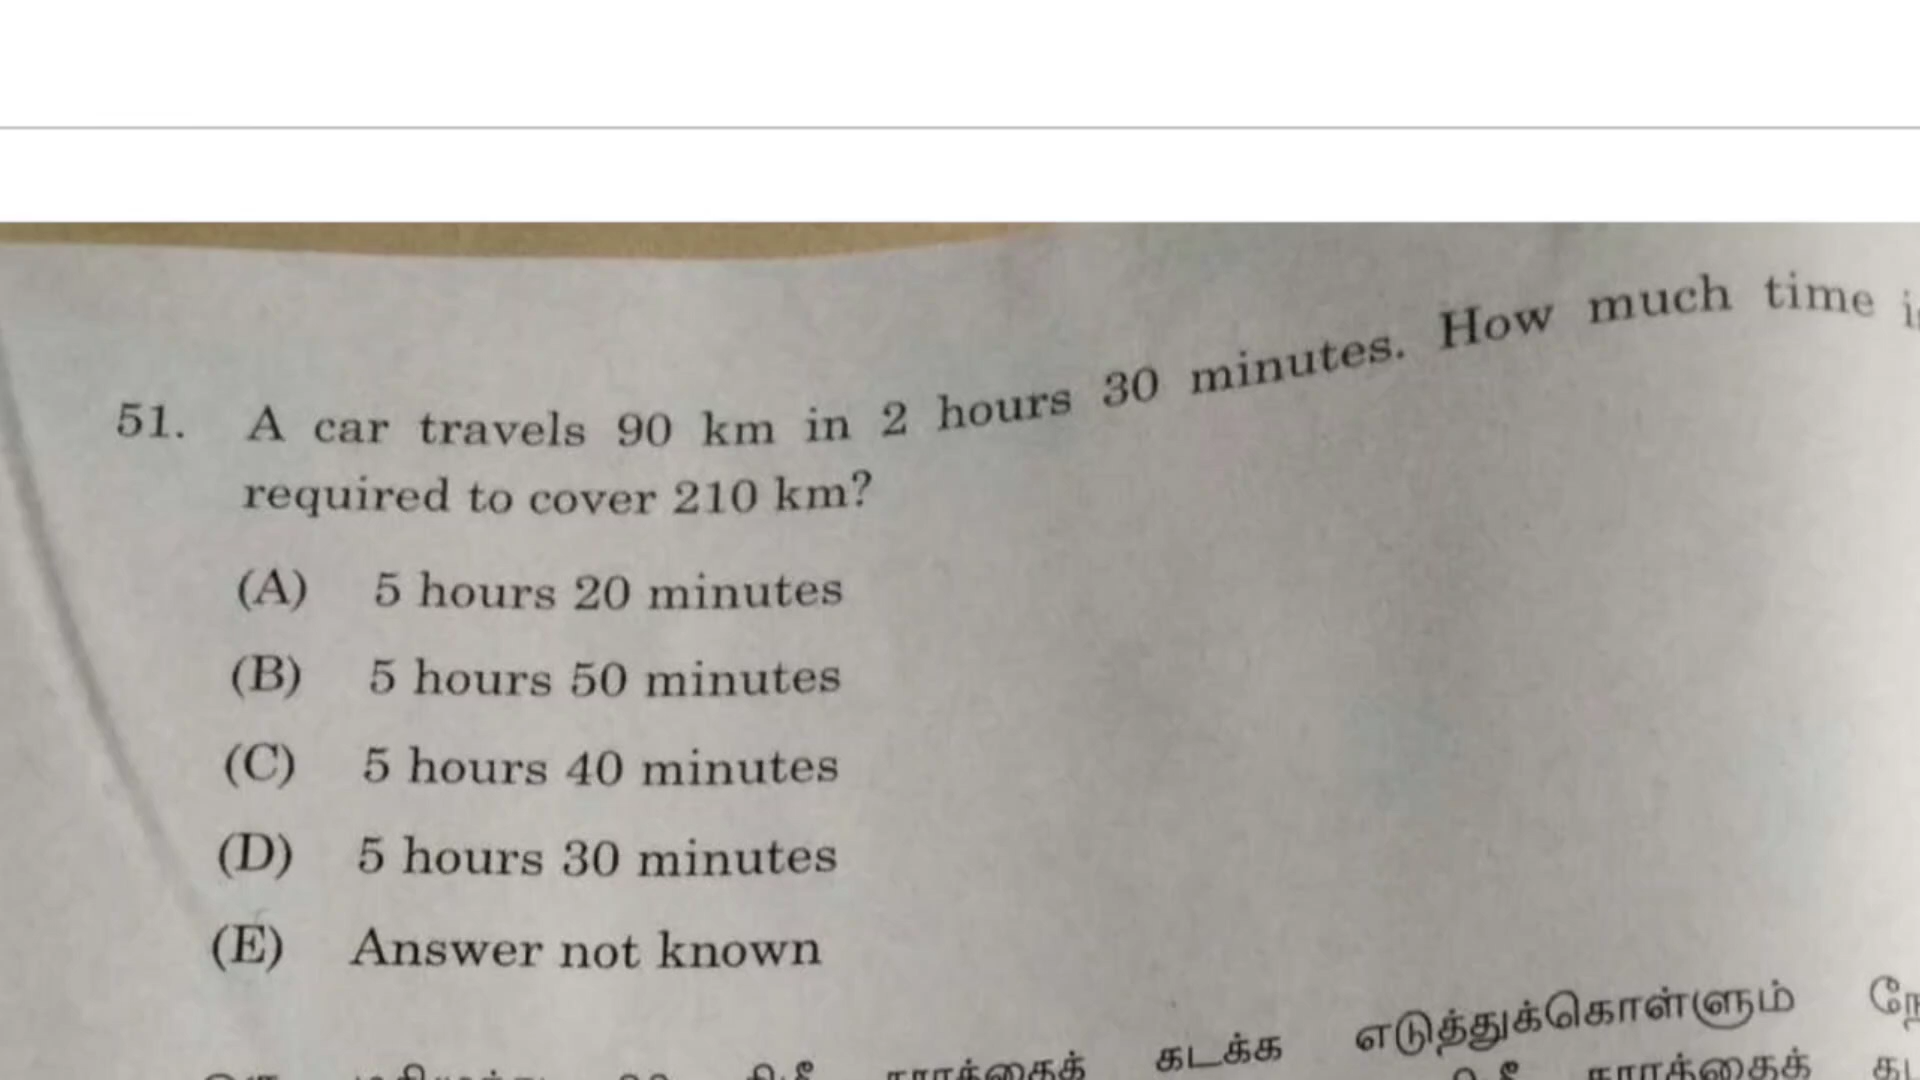 51. A car travels 90 km in 2 hours 30 minutes. How much time
required to cover 210 km?
(A) 5 hours 20 minutes
(B) 5 hours 50 minutes
(C) 5 hours 40 minutes
(D) 5 hours 30 minutes
(E) Answer not known
கடக்க எடுத்துக்கொள்ளும்